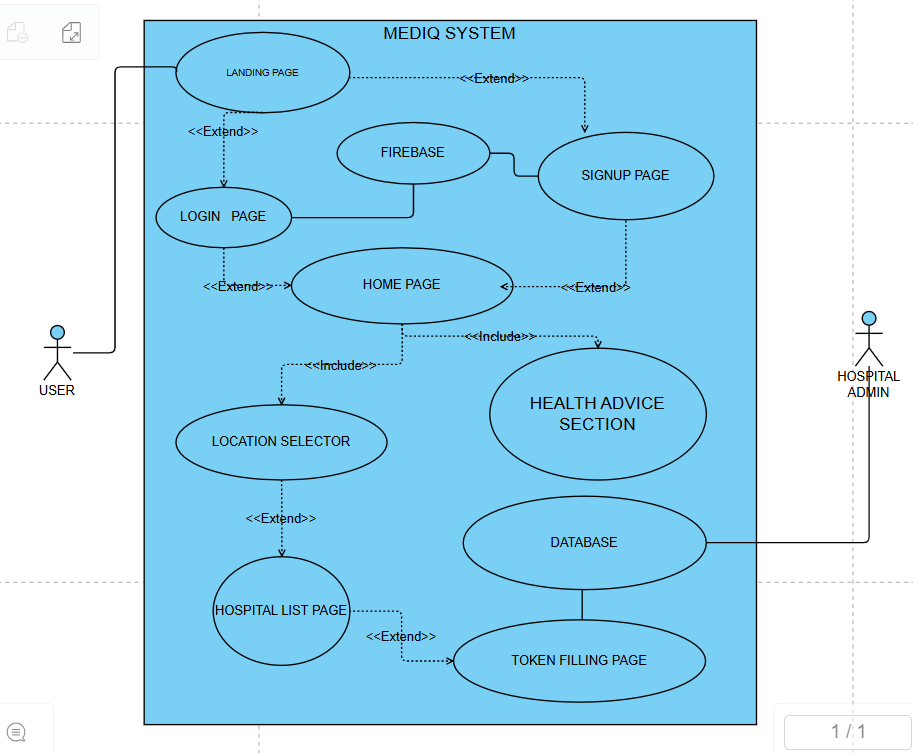 MEDIQ SYSTEM
LANDING PAGE
<<Extend>>
<<Extend>>
FIREBASE
SIGNUP PAGE
LOGIN PAGE
HOME PAGE
<<Extend>>
<<Extend>>
<<Include>>
<<Include>>
USER
HOSPITAL
ADMIN
HEALTH ADVICE
SECTION
LOCATION SELECTOR
<<Extend>>
DATABASE
HOSPITAL LIST PAGE
<<Extend>>
TOKEN FILLING PAGE
1 / 1